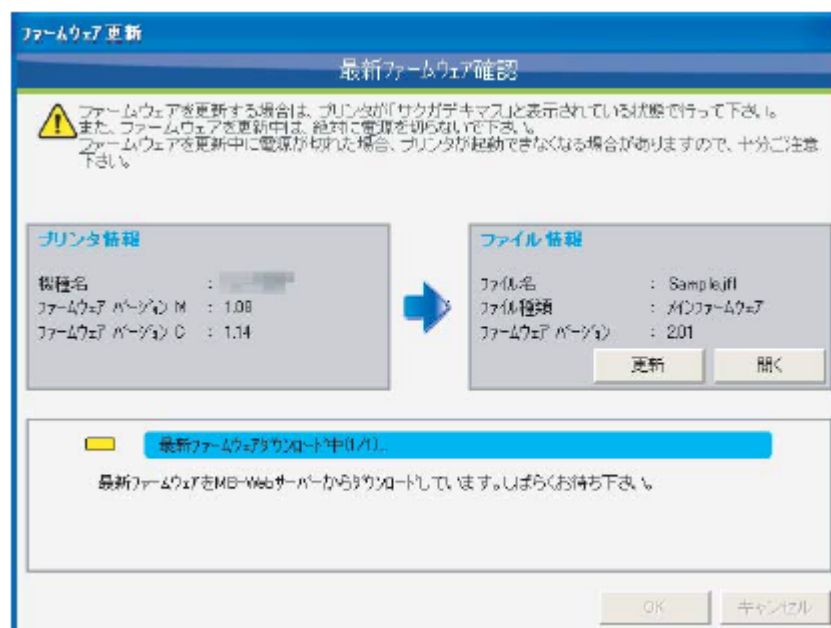 ファームウェア更新
最新ファームウェア確認
ファームウェアを更新する場合は、プリンタが「サクガデキマス」と表示されている状態で行って下さい。
また、ファームウェアを更新中は、絶対に電源を切らないで下さい。
ファームウェアを更新中に電源が切れた場合、プリンタが起動できなくなる場合がありますので、十分ご注意
下さい。
プリンタ情報
機種名 :
ファームウェア バージョン M : 1.08
ファームウェア バージョン C : 1.14
ファイル情報
ファイル名 : Sample.jfl
ファイル種類 : メインファームウェア
ファームウェア バージョン : 2.01
更新 開く
最新ファームウェアダウンロード中(1/1)...
最新ファームウェアをMB-Webサーバーからダウンロードしています。しばらくお待ち下さい。
OK キャンセル